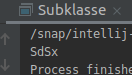 Subklasse
/snap/intellij-
SdSx
Process finishe